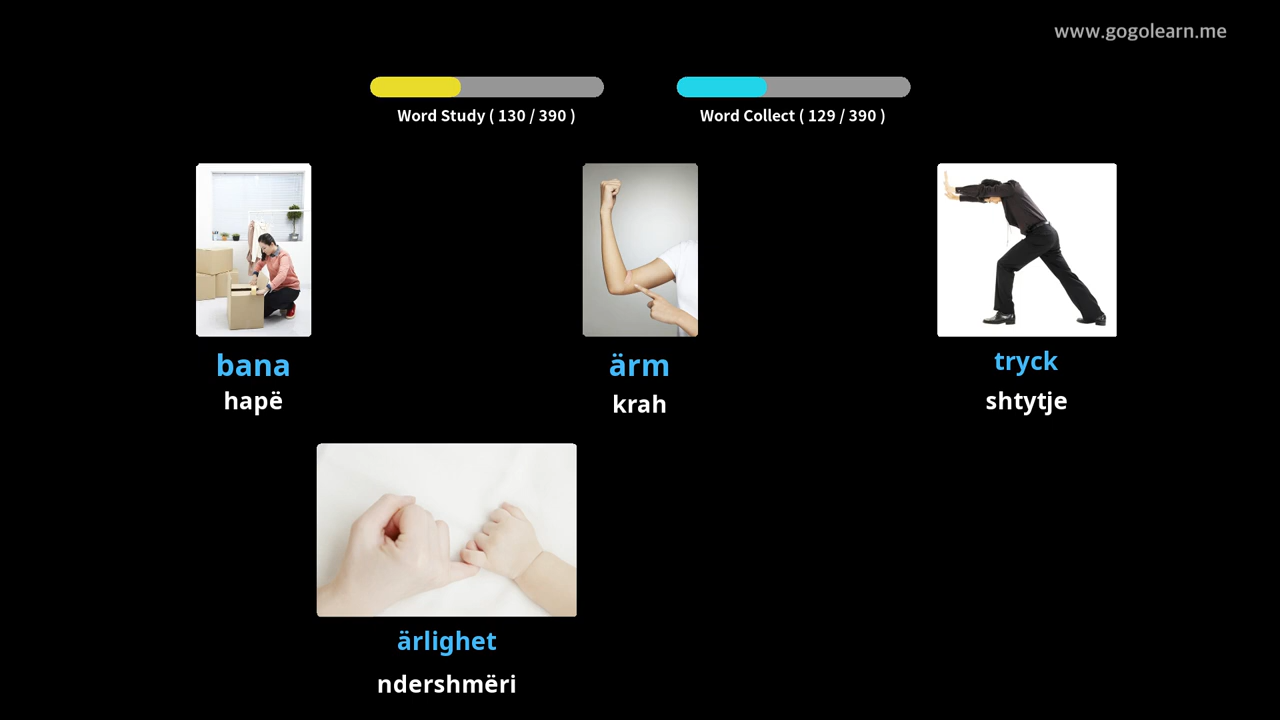 www.gogolearn.me
Word Study ( 130 / 390 )
Word Collect ( 129 / 390 )
bana
hapë
ärm
krah
tryck
shtytje
ärlighet
ndershmëri